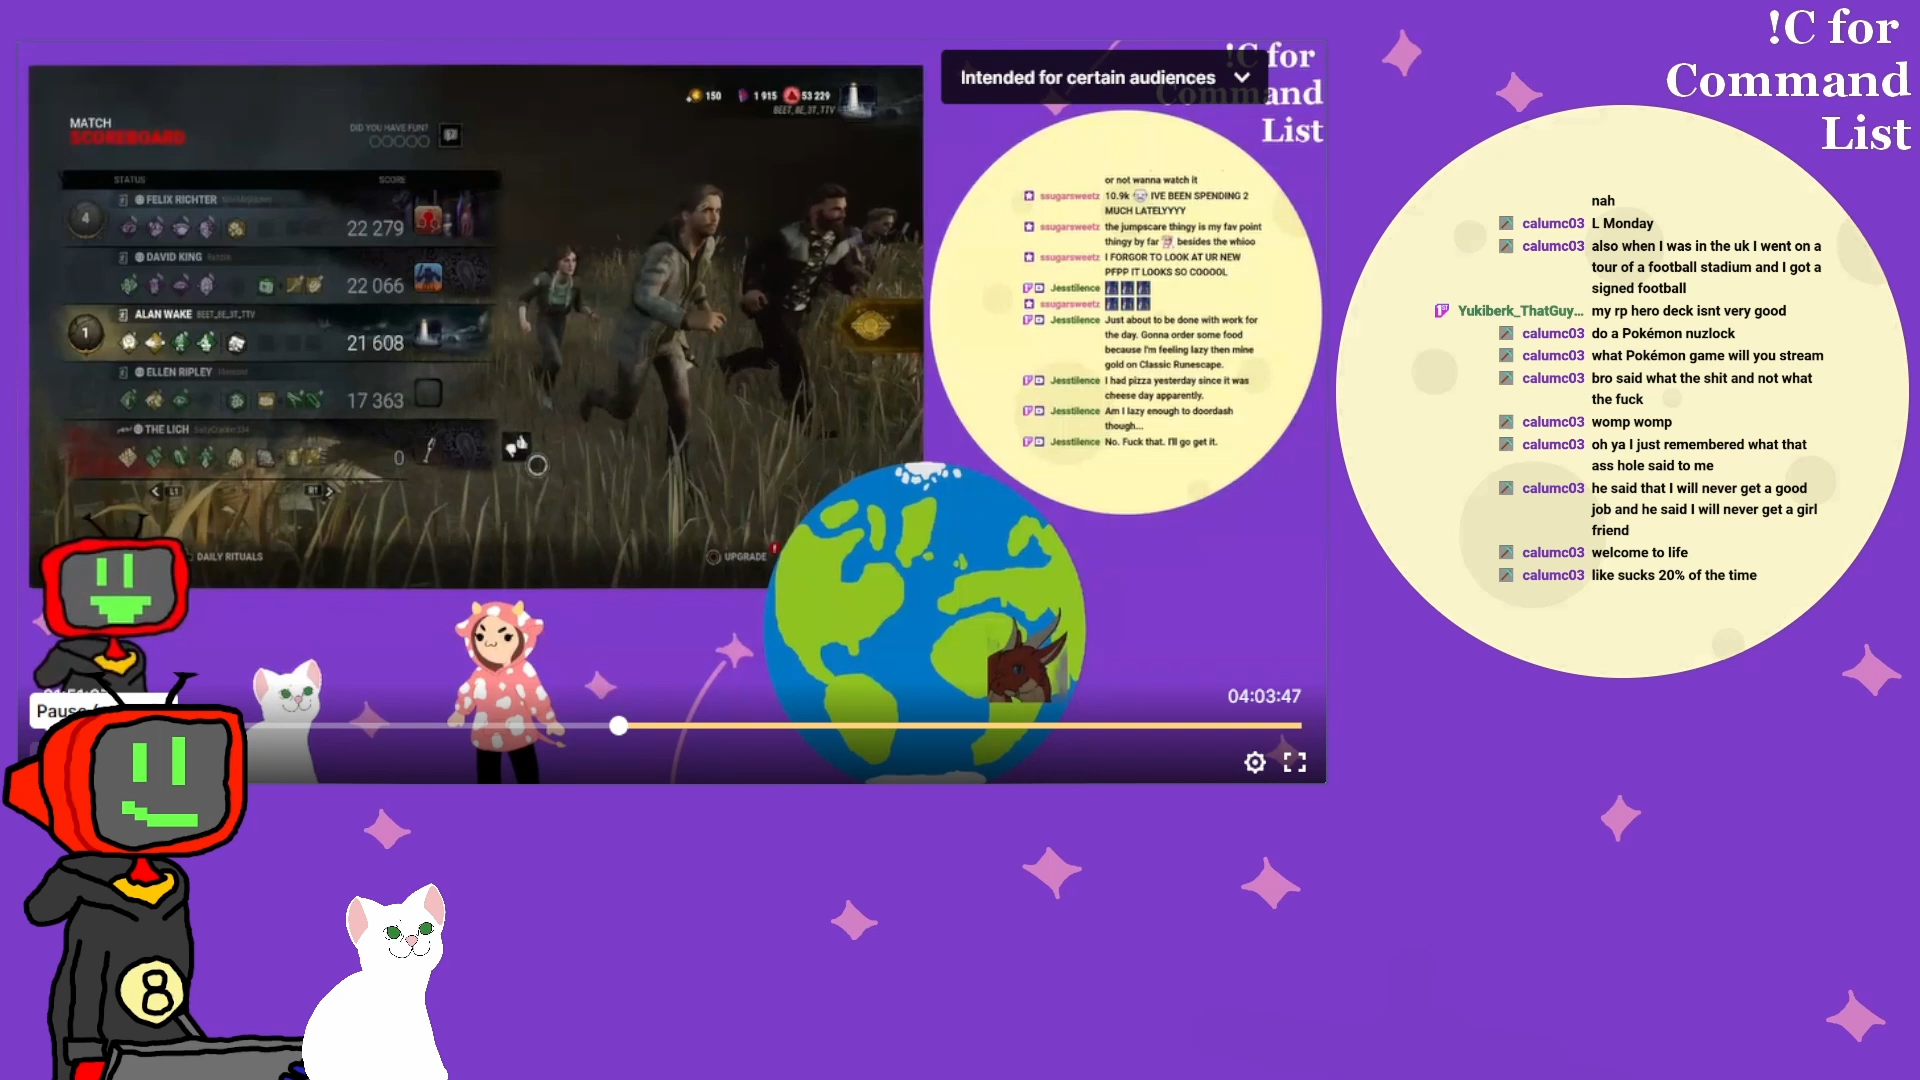 !C for
Command
List
!C for
Command
List
Intended for certain audiences
150
1 915
53 229
BEET_BE_3T_TTV
MATCH
SCOREBOARD
DID YOU HAVE FUN?
STATUS
SCORE
4
FELIX RICHTER
22 279
DAVID KING
22 066
1
ALAN WAKE
BEET_BE_3T_TTV
21 608
ELLEN RIPLEY
17 363
THE LICH
0
L1
R1
DAILY RITUALS
UPGRADE
or not wanna watch it
ssugarsweetz 10.9k IVE BEEN SPENDING 2
MUCH LATELYYYY
ssugarsweetz the jumpscare thingy is my fav point
thingy by far besides the whioo
ssugarsweetz I FORGOR TO LOOK AT UR NEW
PFPP IT LOOKS SO COOOOL
Jesstilence
ssugarsweetz
Jesstilence Just about to be done with work for
the day. Gonna order some food
because I'm feeling lazy then mine
gold on Classic Runescape.
Jesstilence I had pizza yesterday since it was
cheese day apparently.
Jesstilence Am I lazy enough to doordash
though...
Jesstilence No. Fuck that. I'll go get it.
nah
calumc03 L Monday
calumc03 also when I was in the uk I went on a
tour of a football stadium and I got a
signed football
Yukiberk_ThatGuy... my rp hero deck isnt very good
calumc03 do a Pokémon nuzlock
calumc03 what Pokémon game will you stream
calumc03 bro said what the shit and not what
the fuck
calumc03 womp womp
calumc03 oh ya I just remembered what that
ass hole said to me
calumc03 he said that I will never get a good
job and he said I will never get a girl
friend
calumc03 welcome to life
calumc03 like sucks 20% of the time
04:03:47
Pause
8